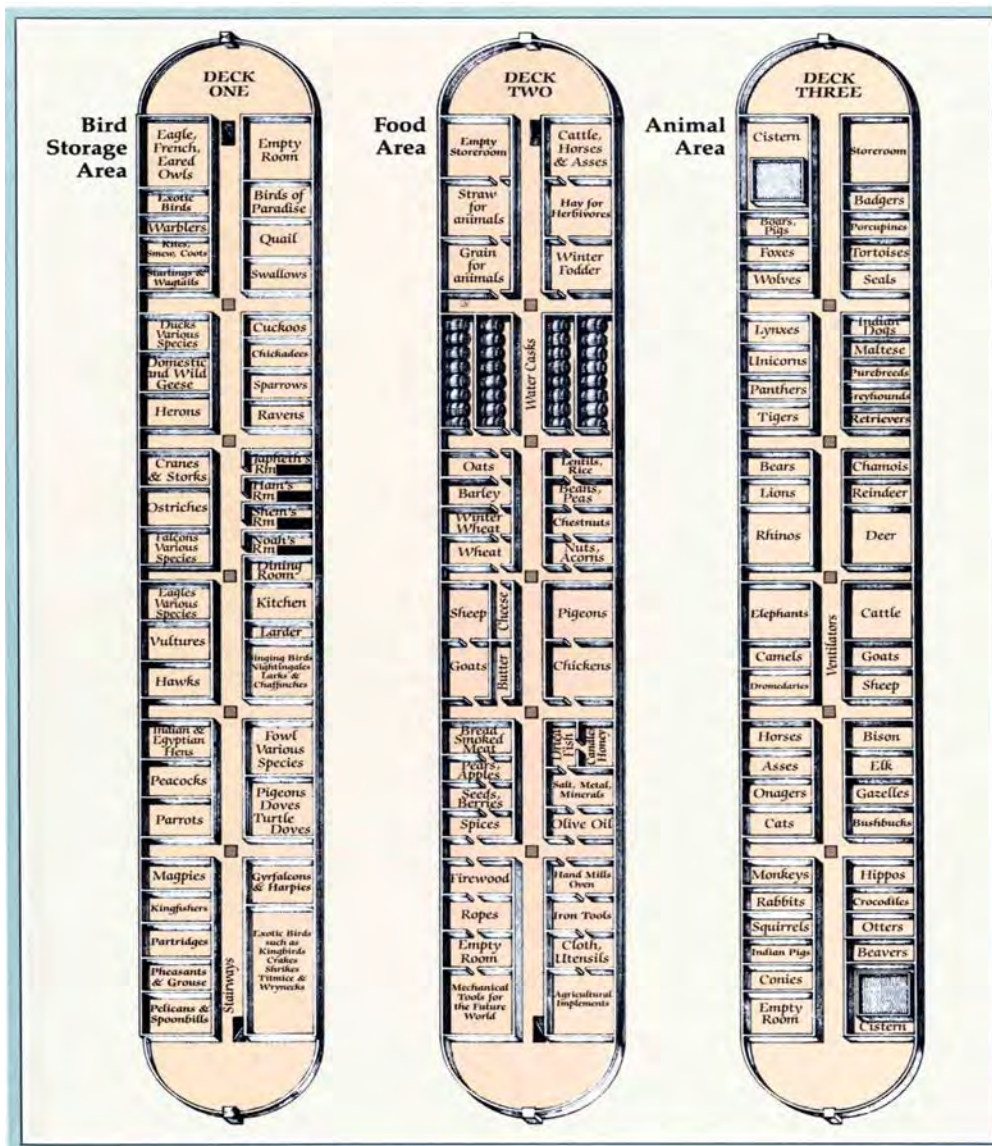 DECK
ONE
Bird
Storage
Area
Eagle,
French,
Eared
Owls
Exotic
Birds
Warblers
Kites,
Smew, Coots
Starlings &
Wagtails
Ducks
Various
Species
Domestic
and Wild
Geese
Herons
Cranes
& Storks
Ostriches
Falcons
Various
Species
Eagles
Various
Species
Vultures
Hawks
Indian &
Egyptian
Hens
Peacocks
Parrots
Magpies
Kingfishers
Partridges
Pheasants
& Grouse
Pelicans &
Spoonbills
Stairways
Empty
Room
Birds of
Paradise
Quail
Swallows
Cuckoos
Chickadees
Sparrows
Ravens
Japheth's
Rm
Ham's
Rm
Shem's
Rm
Noah's
Rm
Dining
Room
Kitchen
Larder
Singing Birds
Nightingales
Larks &
Chaffinches
Fowl
Various
Species
Pigeons
Doves
Turtle
Doves
Gyrfalcons
& Harpies
Exotic Birds
such as
Kingbirds
Crakes
Shrikes
Titmice &
Wrynecks
DECK
TWO
Food
Area
Empty
Storeroom
Straw
for
animals
Grain
for
animals
Water Casks
Oats
Barley
Winter
Wheat
Wheat
Sheep
Goats
Cheese
Butter
Bread
Smoked
Meat
Pears,
Apples
Seeds,
Berries
Spices
Firewood
Ropes
Empty
Room
Mechanical
Tools for
the Future
World
Cattle,
Horses
& Asses
Hay for
Herbivores
Winter
Fodder
Lentils,
Rice
Beans,
Peas
Chestnuts
Nuts,
Acorns
Pigeons
Chickens
Dried
Fish
Candles
Honey
Salt, Metal,
Minerals
Olive Oil
Hand Mills
Oven
Iron Tools
Cloth,
Utensils
Agricultural
Implements
DECK
THREE
Animal
Area
Cistern
Boars,
Pigs
Foxes
Wolves
Lynxes
Unicorns
Panthers
Tigers
Bears
Lions
Rhinos
Elephants
Camels
Dromedaries
Horses
Asses
Onagers
Cats
Monkeys
Rabbits
Squirrels
Indian Pigs
Conies
Empty
Room
Ventilators
Storeroom
Badgers
Porcupines
Tortoises
Seals
Indian
Dogs
Maltese
Purebreeds
Greyhounds
Retrievers
Chamois
Reindeer
Deer
Cattle
Goats
Sheep
Bison
Elk
Gazelles
Bushbucks
Hippos
Crocodiles
Otters
Beavers
Cistern